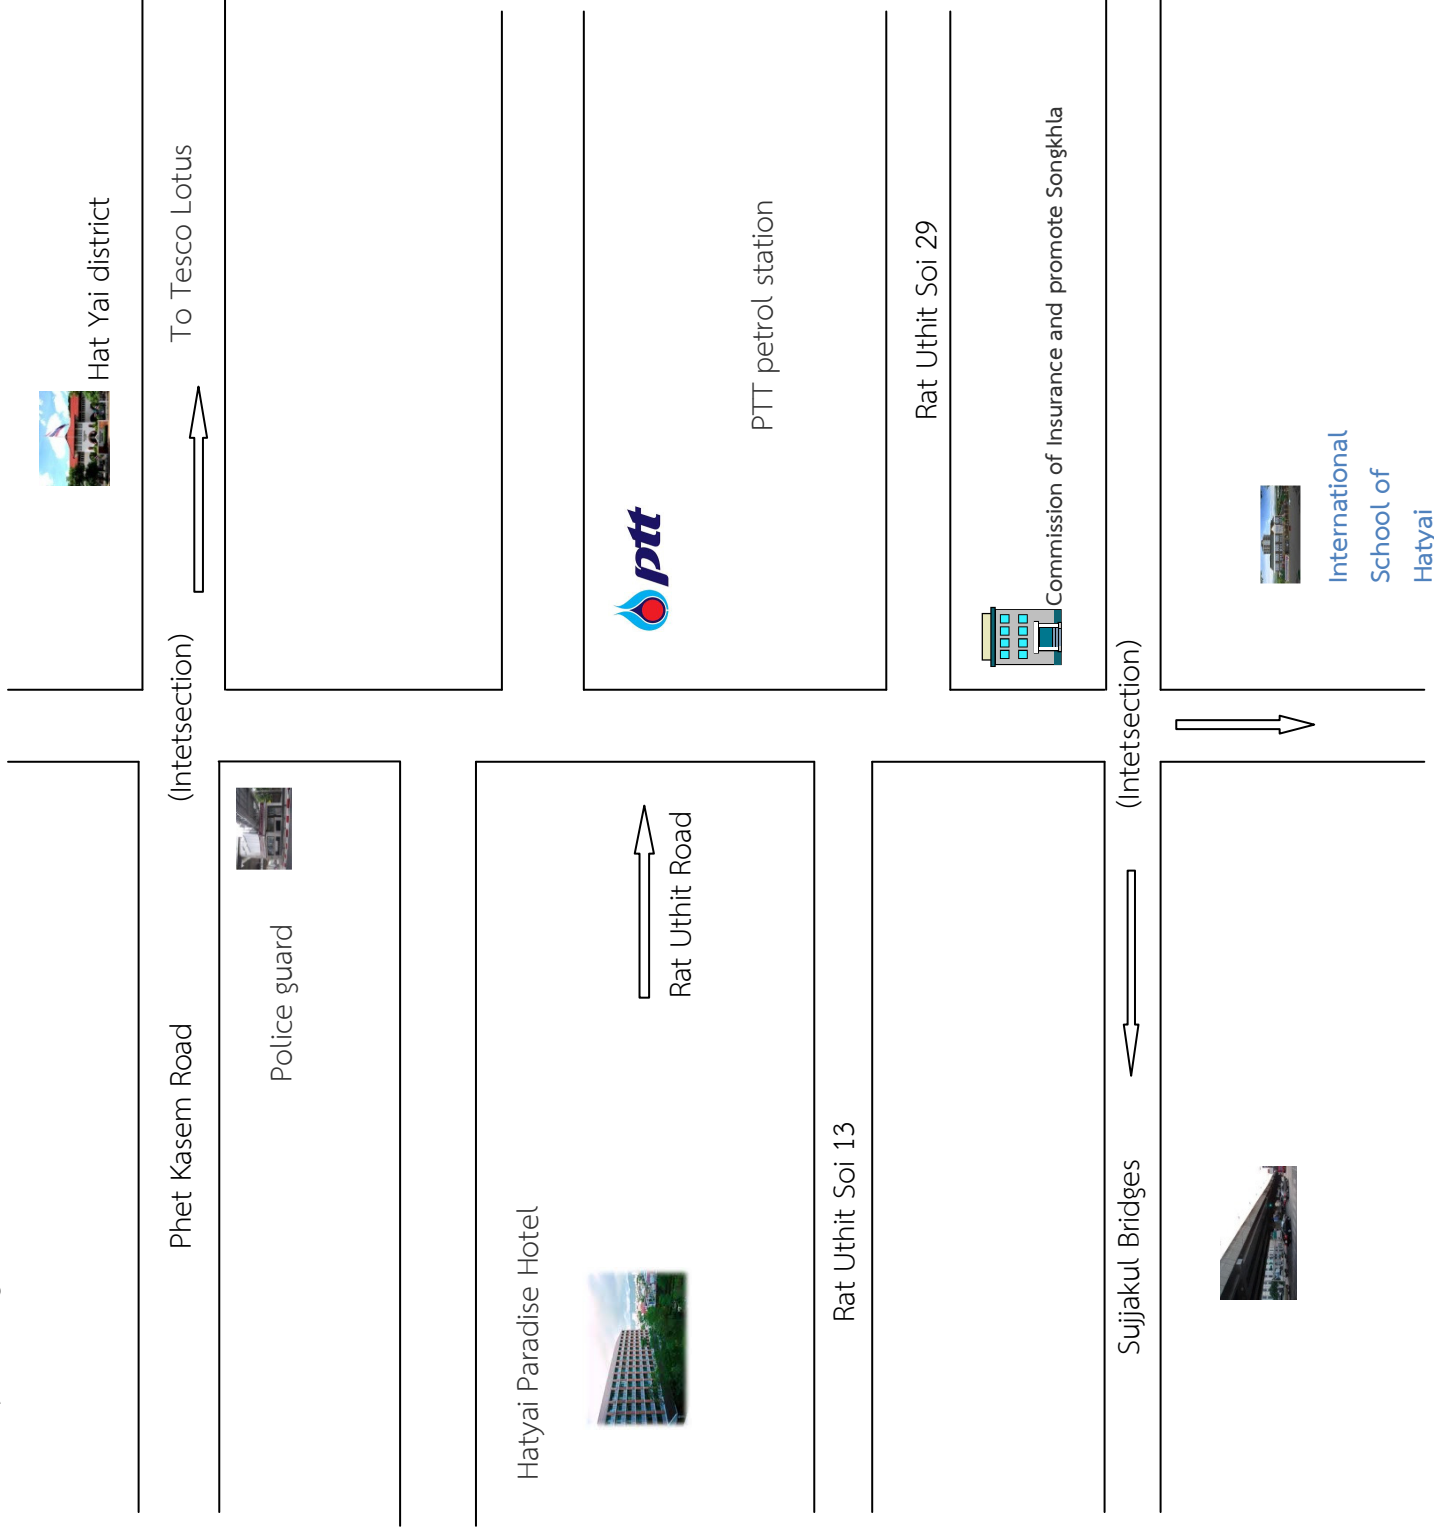 Hat Yai district
To Tesco Lotus
(Intetsection)
Phet Kasem Road
Police guard
ptt
PTT petrol station
Rat Uthit Road
Hatyai Paradise Hotel
Rat Uthit Soi 29
Rat Uthit Soi 13
Commission of Insurance and promote Songkhla
(Intetsection)
Sujjakul Bridges
International
School of
Hatyai